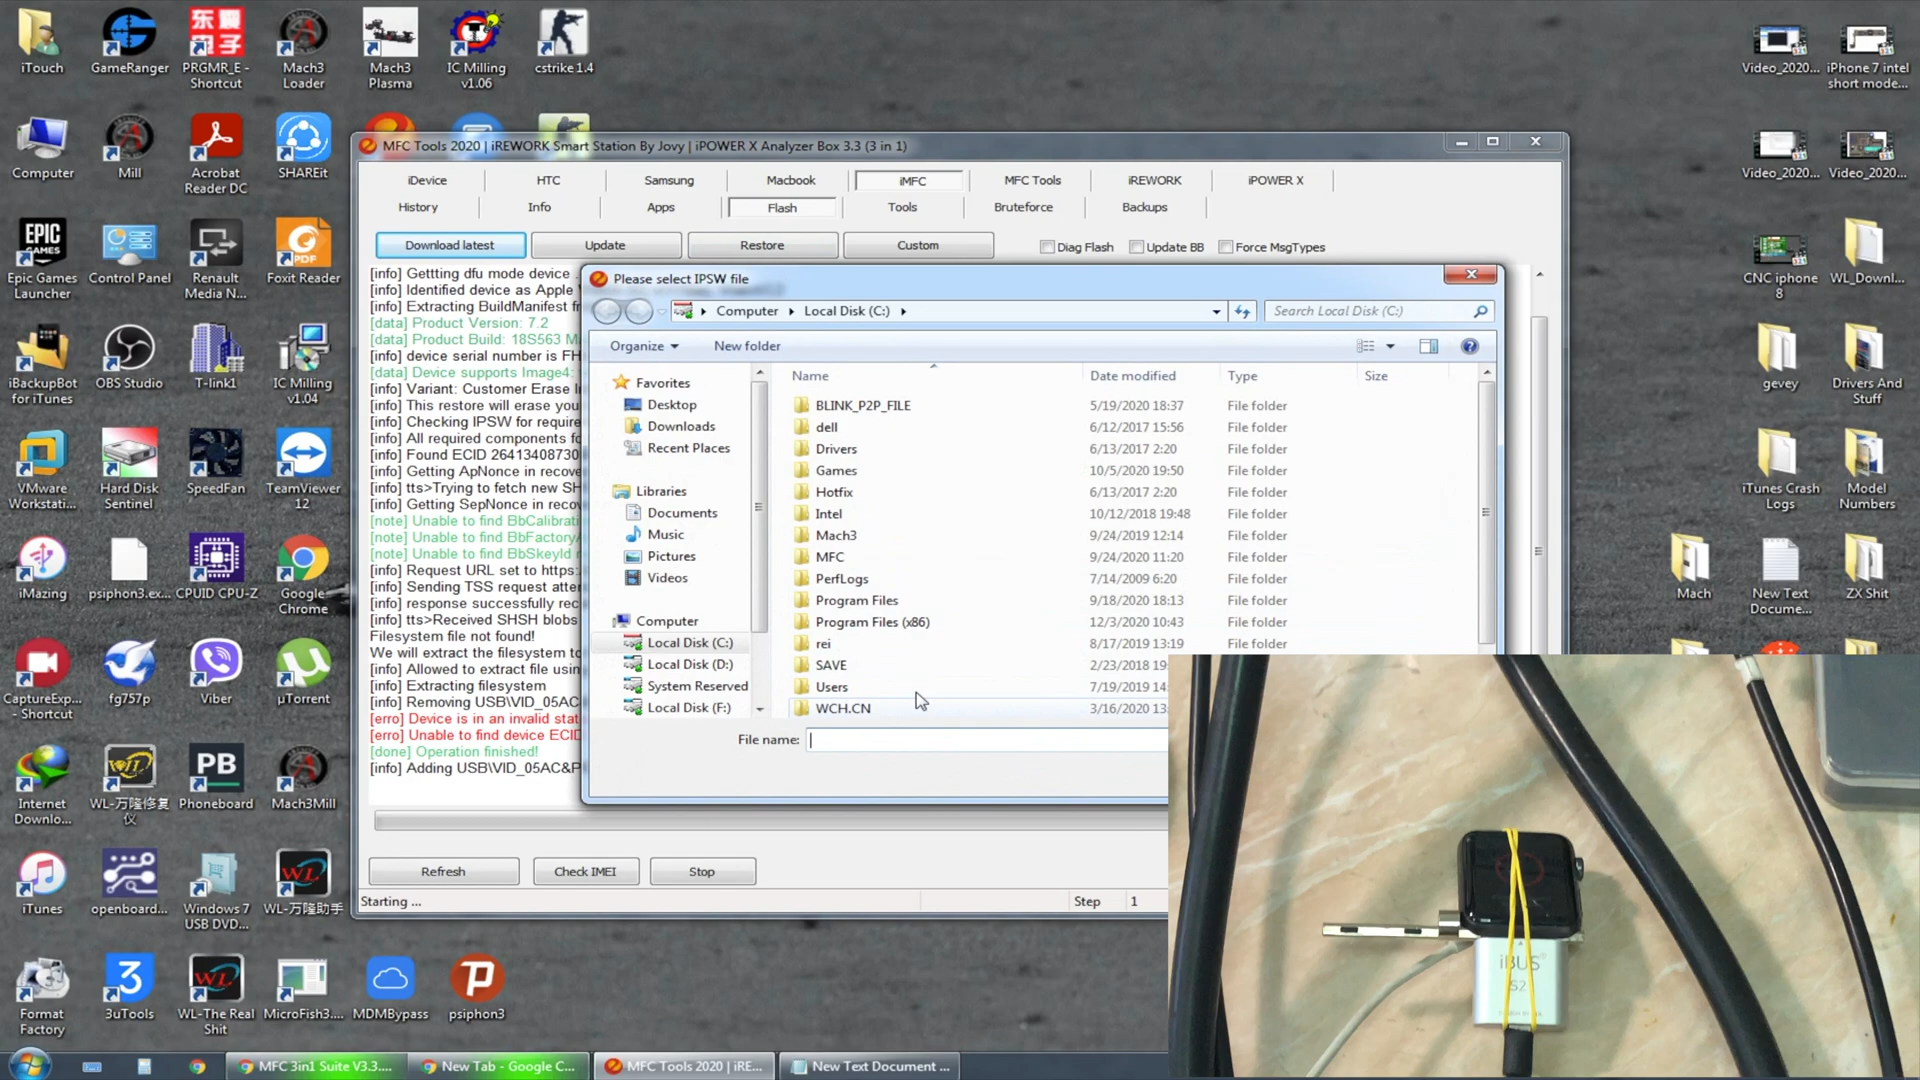 iTouch
GameRanger
PRGMR_E - Shortcut
Mach3 Loader
Mach3 Plasma
IC Milling v1.06
cstrike 1.4
Video_2020...
iPhone 7 intel short mode...
Computer
Mill
Acrobat Reader DC
SHAREit
Video_2020...
Video_2020...
Epic Games Launcher
Control Panel
Renault Media N...
Foxit Reader
CNC iphone 8
WL_Downl...
iBackupBot for iTunes
OBS Studio
T-link1
IC Milling v1.04
gevey
Drivers And Stuff
VMware Workstati...
Hard Disk Sentinel
SpeedFan
TeamViewer 12
iTunes Crash Logs
Model Numbers
iMazing
psiphon3.ex...
CPUID CPU-Z
Google Chrome
Mach
New Text Docume...
ZX Shit
CaptureExp... - Shortcut
fg757p
Viber
µTorrent
Internet Downlo...
WL-万隆修复仪
Phoneboard
Mach3Mill
iTunes
openboard...
Windows 7 USB DVD...
WL-万隆助手
Format Factory
3uTools
WL-The Real Shit
MicroFish3....
MDMBypass
psiphon3
MFC Tools 2020 | iREWORK Smart Station By Jovy | iPOWER X Analyzer Box 3.3 (3 in 1)
iDevice HTC Samsung Macbook iMFC MFC Tools iREWORK iPOWER X
History Info Apps Flash Tools Bruteforce Backups
Download latest Update Restore Custom Diag Flash Update BB Force MsgTypes
[info] Gettting dfu mode device
[info] Identified device as Apple
[info] Extracting BuildManifest
[data] Product Version: 7.2
[data] Product Build: 18S563
[info] device serial number is FH
[data] Device supports Image4:
[info] Variant: Customer Erase
[info] This restore will erase you
[info] Checking IPSW for require
[info] All required components
[info] Found ECID 26413408730
[info] Getting ApNonce in recove
[info] tts>Trying to fetch new SH
[info] Getting SepNonce in recov
[note] Unable to find BbCalibrati
[note] Unable to find BbFactory
[note] Unable to find BbSkeyId
[info] Request URL set to https:
[info] Sending TSS request atter
[info] response successfully rec
[info] tts>Received SHSH blobs
Filesystem file not found!
We will extract the filesystem to
[info] Allowed to extract file usin
[info] Extracting filesystem
[info] Removing USB\VID_05AC
[erro] Device is in an invalid stat
[erro] Unable to find device ECID
[done] Operation finished!
[info] Adding USB\VID_05AC&P
Refresh Check IMEI Stop
Starting ... Step 1
Please select IPSW file
Computer Local Disk (C:) Search Local Disk (C:)
Organize New folder
Favorites
Desktop
Downloads
Recent Places
Libraries
Documents
Music
Pictures
Videos
Computer
Local Disk (C:)
Local Disk (D:)
System Reserved
Local Disk (F:)
Name Date modified Type Size
BLINK_P2P_FILE 5/19/2020 18:37 File folder
dell 6/12/2017 15:56 File folder
Drivers 6/13/2017 2:20 File folder
Games 10/5/2020 19:50 File folder
Hotfix 6/13/2017 2:20 File folder
Intel 10/12/2018 19:48 File folder
Mach3 9/24/2019 12:14 File folder
MFC 9/24/2020 11:20 File folder
PerfLogs 7/14/2009 6:20 File folder
Program Files 9/18/2020 18:13 File folder
Program Files (x86) 12/3/2020 10:43 File folder
rei 8/17/2019 13:19 File folder
SAVE 2/23/2018 19:
Users 7/19/2019 14:
WCH.CN 3/16/2020 13:
File name:
iBUS
S2
MFC 3in1 Suite V3.3....
New Tab - Google C...
MFC Tools 2020 | iRE...
New Text Document ...